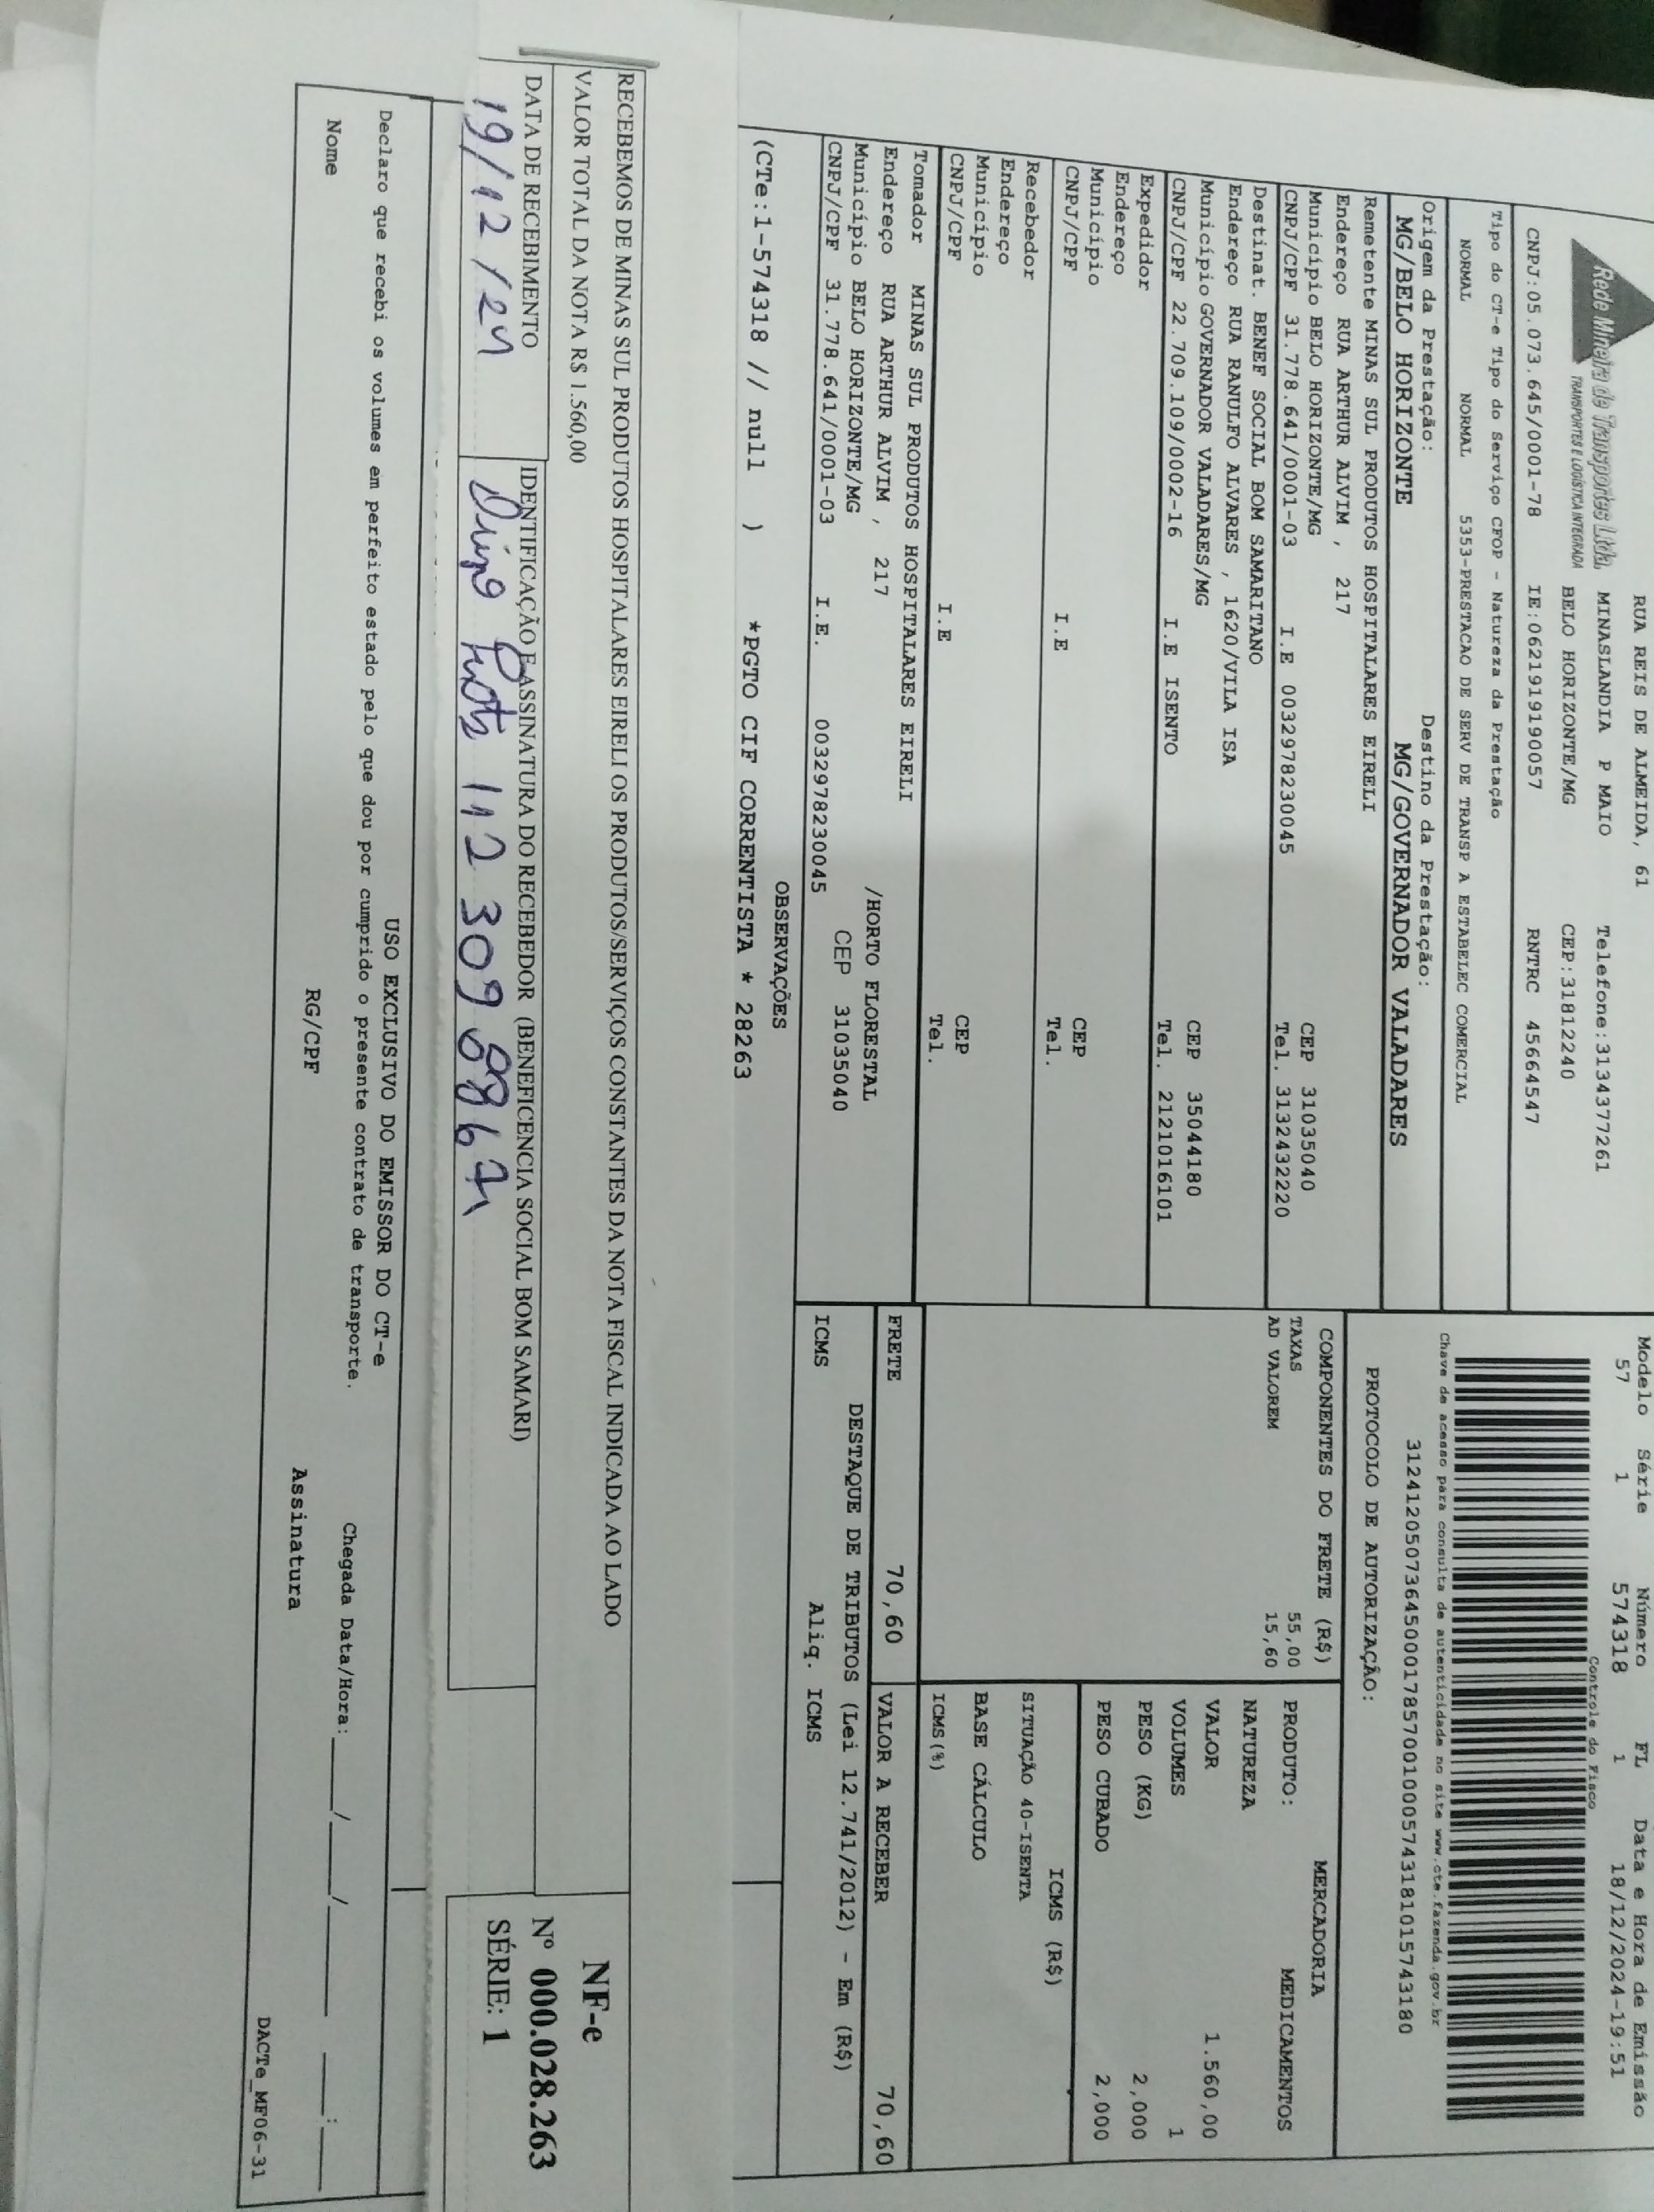 Rede Mineira de Transportes Ltda.
TRANSPORTES E LOGÍSTICA INTEGRADA
RUA REIS DE ALMEIDA, 61
MINASLANDIA P MAIO Telefone:3134377261
BELO HORIZONTE/MG CEP:31812240
CNPJ:05.073.645/0001-78 IE:0621919190057 RNTRC 45664547
Modelo Série Número FL Data e Hora de Emissão
57 1 574318 1 18/12/2024-19:51
Controle do Fisco
Tipo do CT-e Tipo do Serviço CFOP - Natureza da Prestação
NORMAL NORMAL 5353-PRESTACAO DE SERV DE TRANSP A ESTABELEC COMERCIAL
Chave de acesso para consulta de autenticidade no site www.cte.fazenda.gov.br
31241205073645000178570010005743181015743180
PROTOCOLO DE AUTORIZAÇÃO:
Origem da Prestação: Destino da Prestação:
MG/BELO HORIZONTE MG/GOVERNADOR VALADARES
Remetente MINAS SUL PRODUTOS HOSPITALARES EIRELI
Endereço RUA ARTHUR ALVIM , 217
Município BELO HORIZONTE/MG CEP 31035040
CNPJ/CPF 31.778.641/0001-03 I.E 0032978230045 Tel. 3132432220
Destinat. BENEF SOCIAL BOM SAMARITANO
Endereço RUA RANULFO ALVARES , 1620/VILA ISA
Município GOVERNADOR VALADARES/MG CEP 35044180
CNPJ/CPF 22.709.109/0002-16 I.E ISENTO Tel. 2121016101
Expedidor
Endereço
Município CEP
CNPJ/CPF I.E Tel.
Recebedor
Endereço
Município CEP
CNPJ/CPF I.E Tel.
Tomador MINAS SUL PRODUTOS HOSPITALARES EIRELI
Endereço RUA ARTHUR ALVIM , 217 /HORTO FLORESTAL
Município BELO HORIZONTE/MG CEP 31035040
CNPJ/CPF 31.778.641/0001-03 I.E. 0032978230045
COMPONENTES DO FRETE (R$)
TAXAS 55,00
AD VALOREM 15,60
MERCADORIA
PRODUTO: MEDICAMENTOS
NATUREZA
VALOR 1.560,00
VOLUMES 1
PESO (KG) 2,000
PESO CURADO 2,000
ICMS (R$)
SITUAÇÃO 40-ISENTA
BASE CÁLCULO
ICMS(%)
FRETE 70,60 VALOR A RECEBER 70,60
DESTAQUE DE TRIBUTOS (Lei 12.741/2012) - Em (R$)
ICMS Aliq. ICMS
OBSERVAÇÕES
(CTe:1-574318 // null ) *PGTO CIF CORRENTISTA * 28263
RECEBEMOS DE MINAS SUL PRODUTOS HOSPITALARES EIRELI OS PRODUTOS/SERVIÇOS CONSTANTES DA NOTA FISCAL INDICADA AO LADO
VALOR TOTAL DA NOTA R$ 1.560,00
DATA DE RECEBIMENTO IDENTIFICAÇÃO E ASSINATURA DO RECEBEDOR (BENEFICENCIA SOCIAL BOM SAMARI)
19/12/24 112 309 686 71
NF-e
Nº 000.028.263
SÉRIE: 1
USO EXCLUSIVO DO EMISSOR DO CT-e
Declaro que recebi os volumes em perfeito estado pelo que dou por cumprido o presente contrato de transporte.
Chegada Data/Hora: ____/____/______ ____:____
Nome RG/CPF Assinatura
DACTe_MF06-31